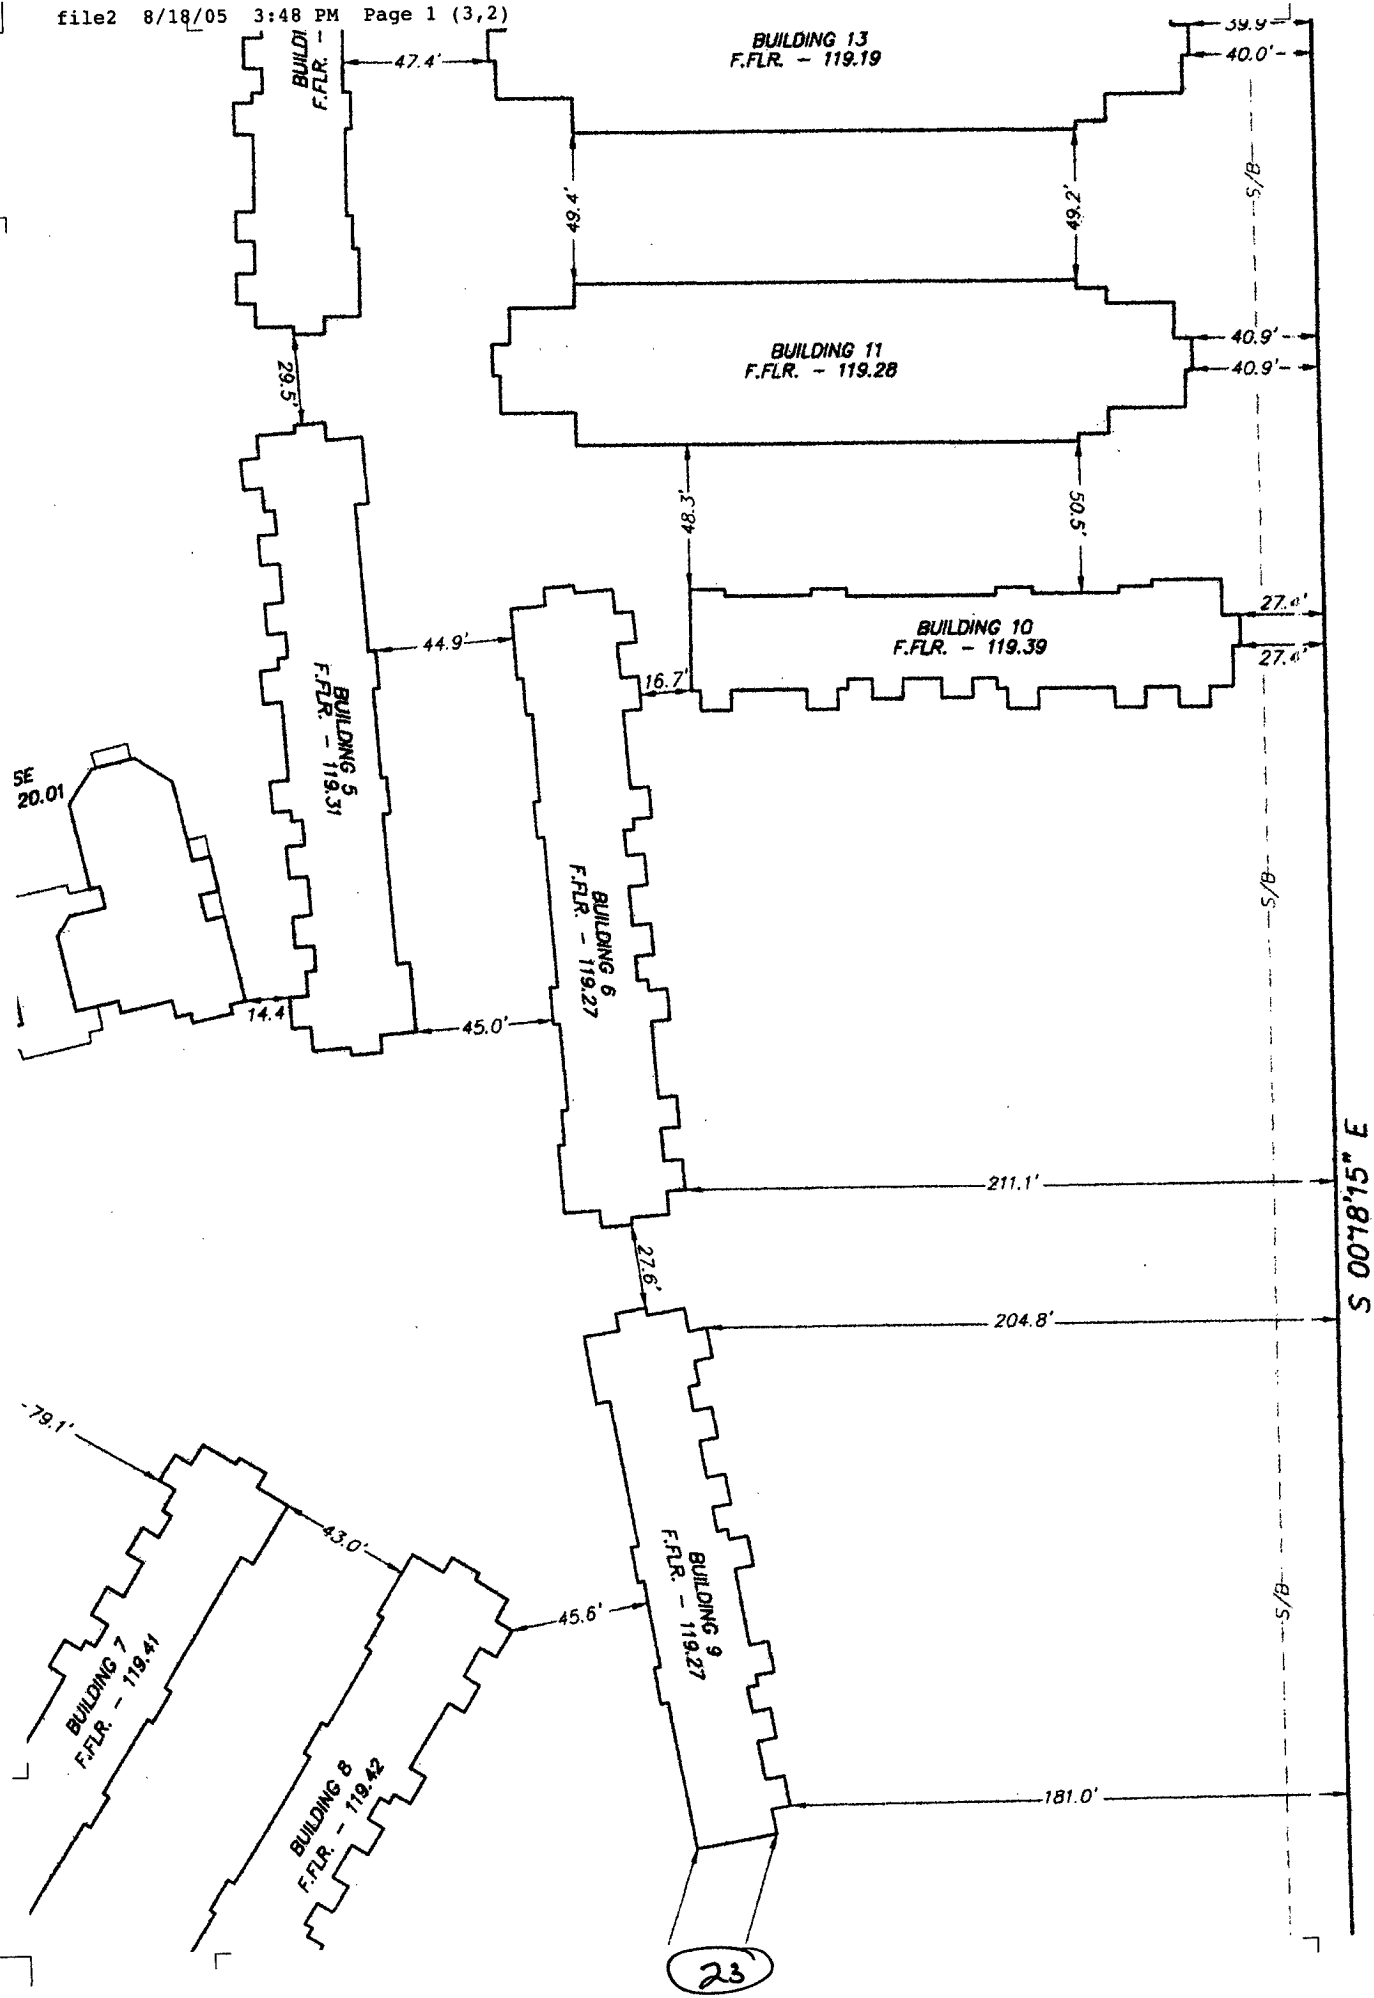 file2 8/18/05 3:48 PM Page 1 (3,2)
39.9'
BUILDING 13
F.FLR. - 119.19
47.4'
40.0'
F.FLR. -
S/B
49.4'
49.2'
40.9'
BUILDING 11
F.FLR. - 119.28
40.9'
29.5'
48.3'
50.5'
27.4'
BUILDING 10
F.FLR. - 119.39
44.9'
27.4'
16.7'
BUILDING 5
F.FLR. - 119.31
SE
20.01
S/B
BUILDING 6
F.FLR. - 119.27
14.4
45.0'
211.1'
S 00°18'15" E
27.6'
204.8'
79.1'
43.0'
45.6'
BUILDING 9
F.FLR. - 119.27
S/B
BUILDING 7
F.FLR. - 119.41
BUILDING 8
F.FLR. - 119.42
181.0'
23